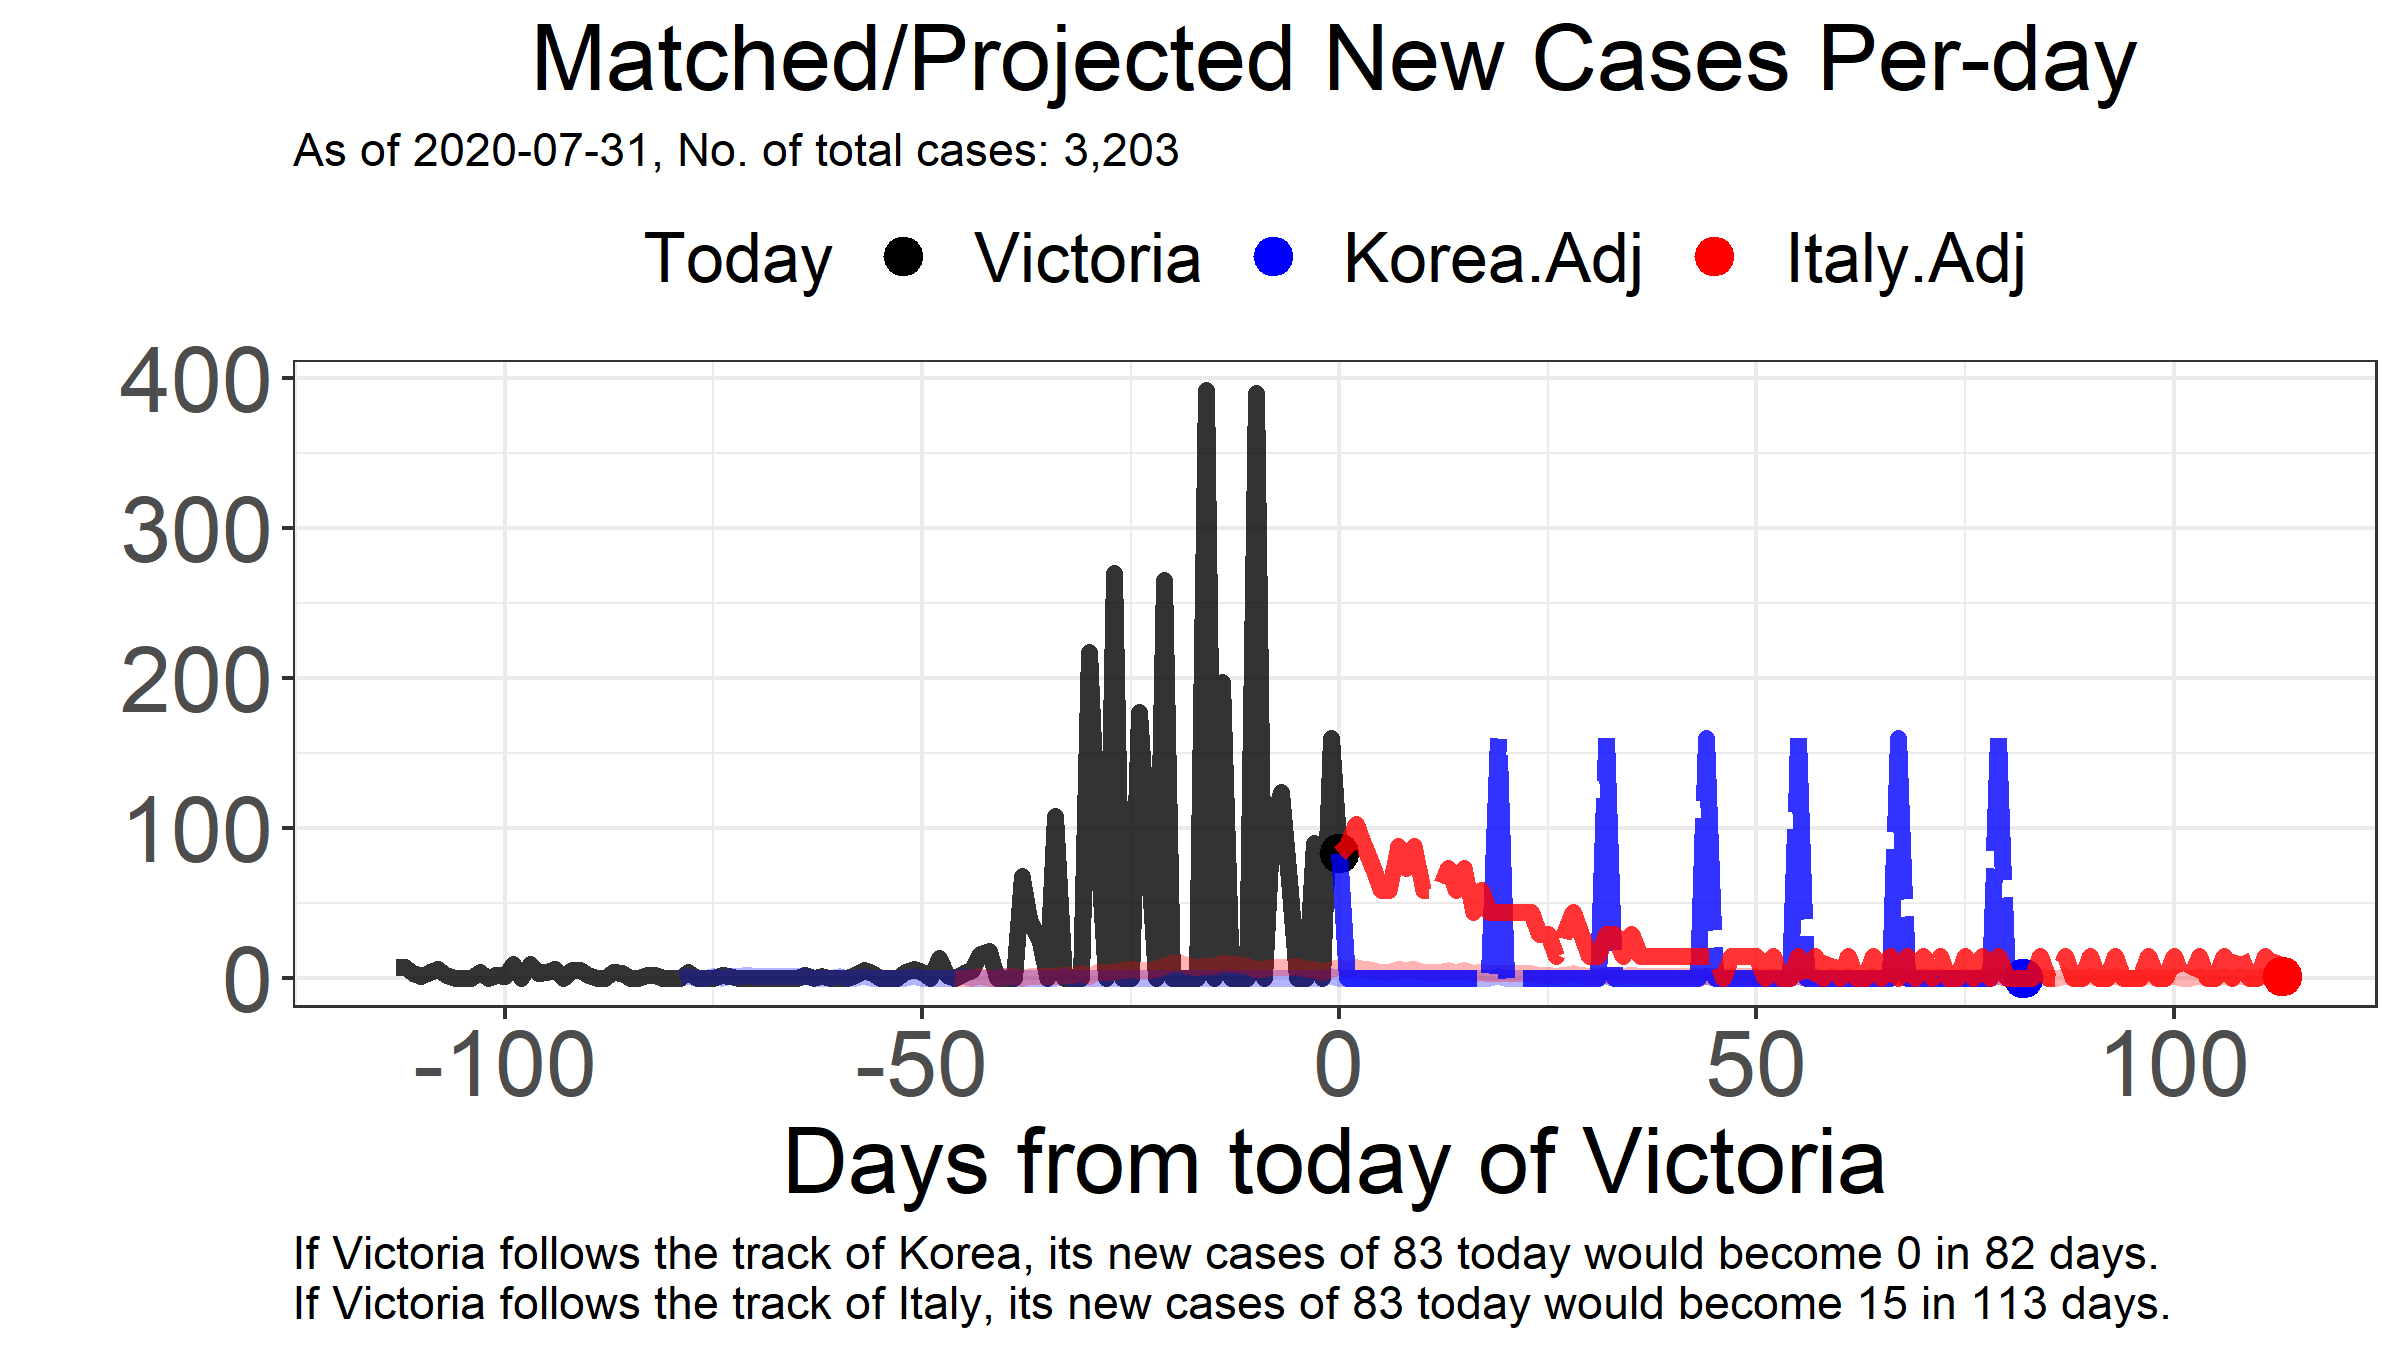 Matched/Projected New Cases Per-day
As of 2020-07-31, No. of total cases: 3,203
Today Victoria Korea.Adj Italy.Adj
400
300
200
100
0
-100 -50 0 50 100
Days from today of Victoria
If Victoria follows the track of Korea, its new cases of 83 today would become 0 in 82 days.
If Victoria follows the track of Italy, its new cases of 83 today would become 15 in 113 days.